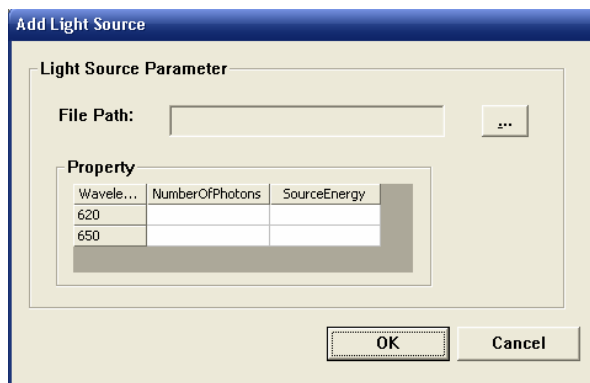 Add Light Source
Light Source Parameter
File Path:
...
Property
Wavele... NumberOfPhotons SourceEnergy
620
650
OK Cancel